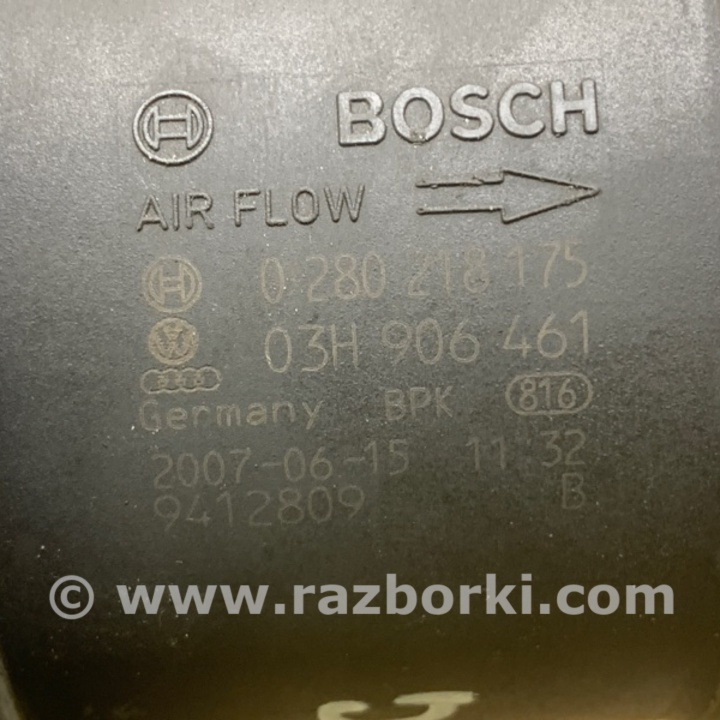 BOSCH
AIR FLOW
0 280 218 175
03H 906 461
Germany BPK 816
2007-06-15 11 32
9412809 B
© www.razborki.com